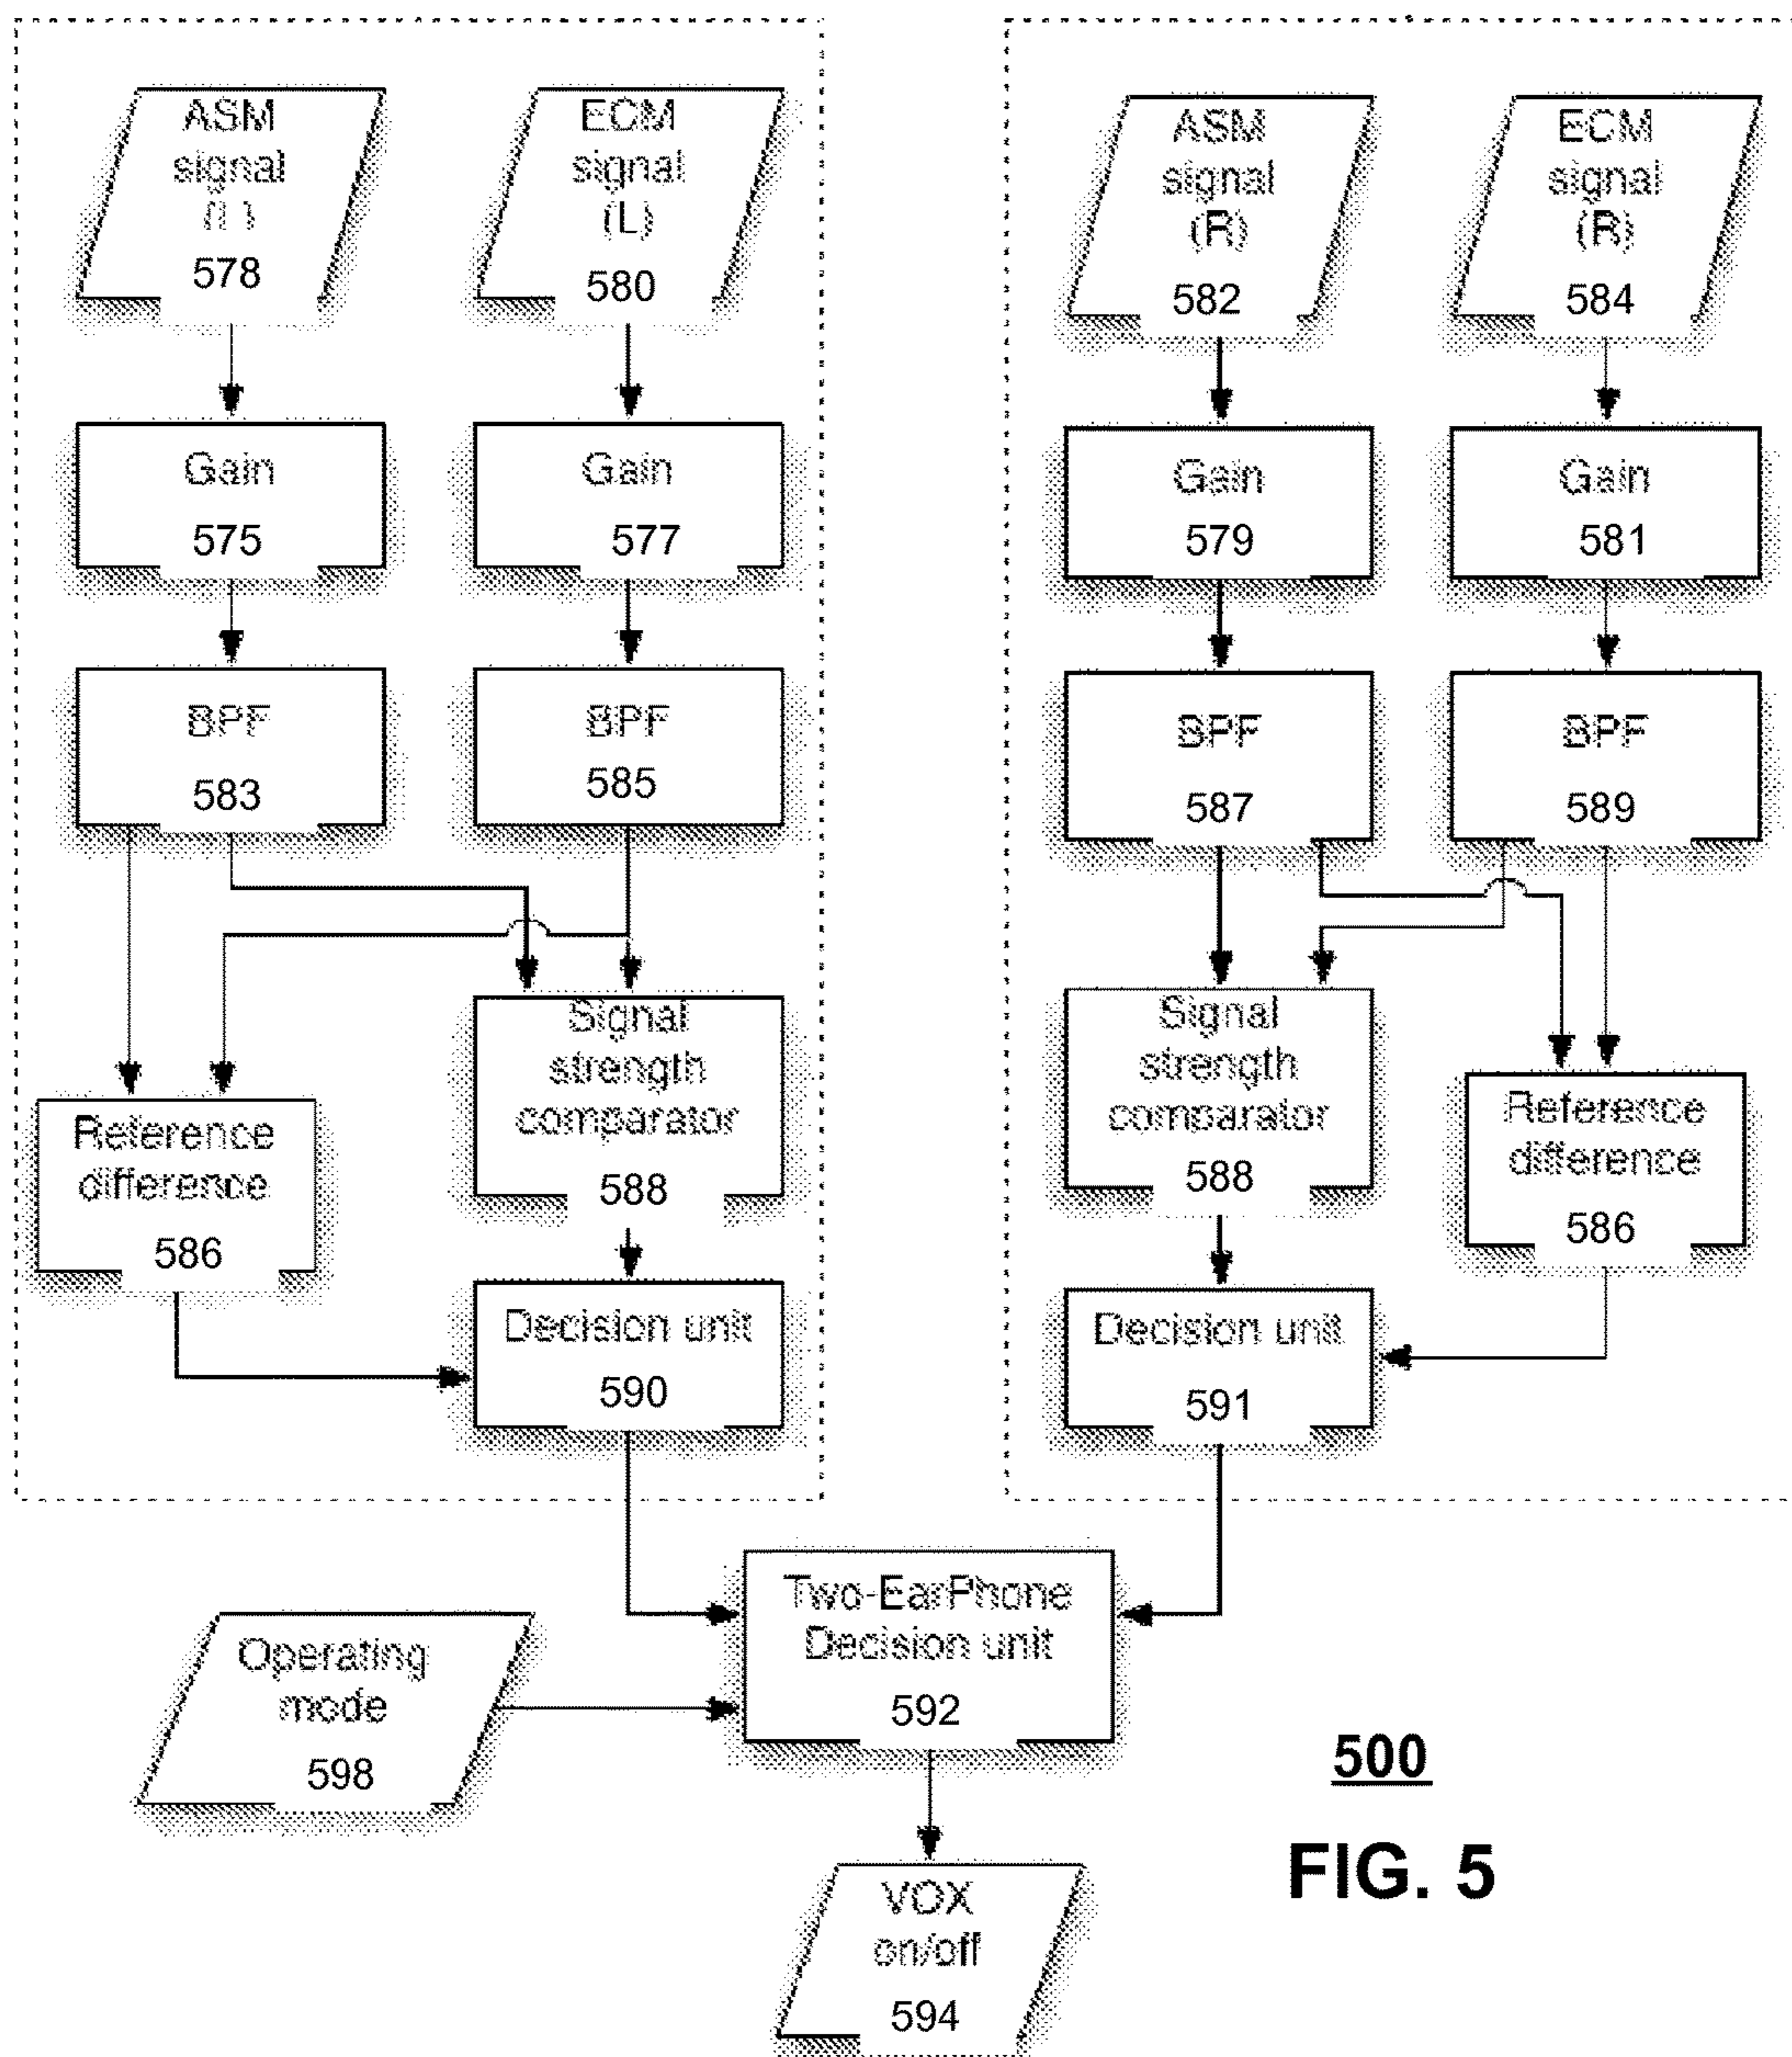 ASM
signal
(L)
578
ECM
signal
(L)
580
ASM
signal
(R)
582
ECM
signal
(R)
584
Gain
575
Gain
577
Gain
579
Gain
581
BPF
583
BPF
585
BPF
587
BPF
589
Reference
difference
586
Signal
strength
comparator
588
Signal
strength
comparator
588
Reference
difference
586
Decision unit
590
Decision unit
591
Two-EarPhone
Decision unit
592
Operating
mode
598
VOX
on/off
594
500
FIG. 5